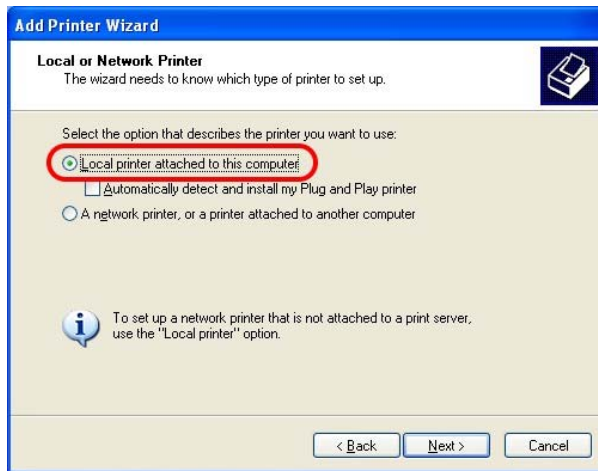 Add Printer Wizard
Local or Network Printer
The wizard needs to know which type of printer to set up.
Select the option that describes the printer you want to use:
Local printer attached to this computer
Automatically detect and install my Plug and Play printer
A network printer, or a printer attached to another computer
To set up a network printer that is not attached to a print server,
use the "Local printer" option.
< Back Next > Cancel